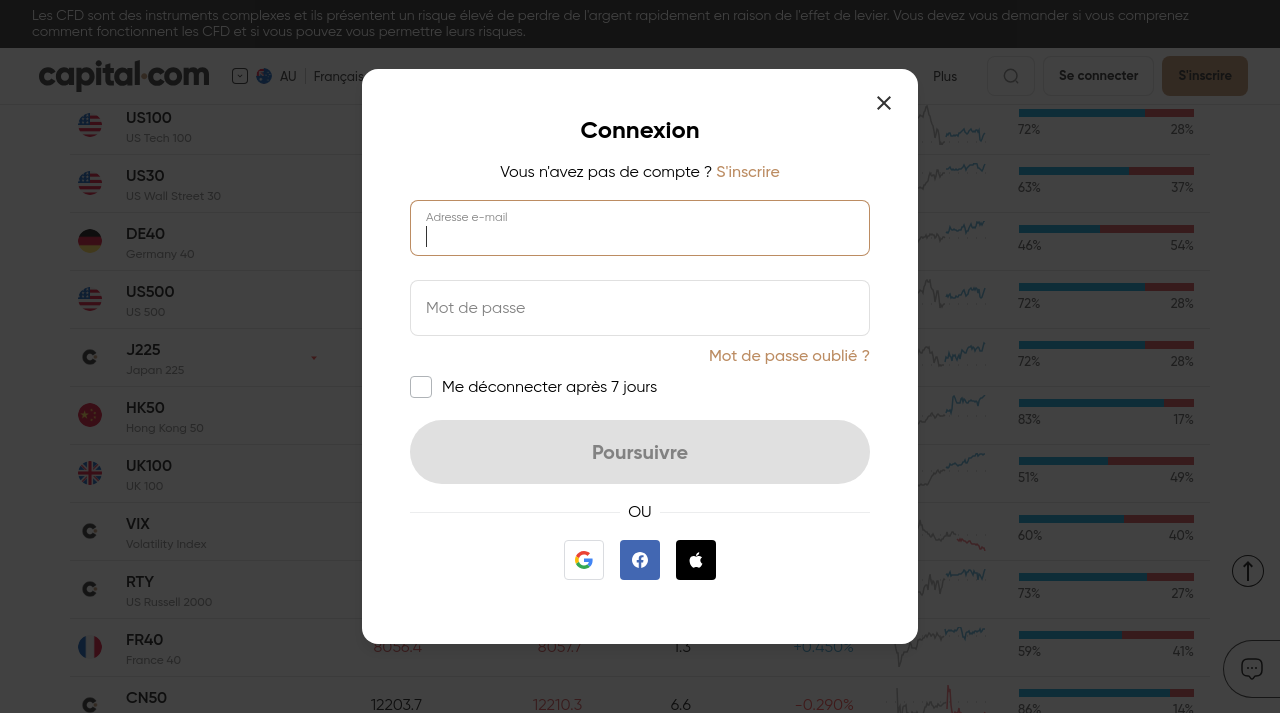 Les CFD sont des instruments complexes et ils présentent un risque élevé de perdre de l'argent rapidement en raison de l'effet de levier. Vous devez vous demander si vous comprenez
comment fonctionnent les CFD et si vous pouvez vous permettre leurs risques.
capital.com
AU
Français
Plus
Se connecter
S'inscrire
Connexion
Vous n'avez pas de compte ? S'inscrire
Adresse e-mail
Mot de passe
Mot de passe oublié ?
Me déconnecter après 7 jours
Poursuivre
OU
US100
US Tech 100
72% 28%
US30
US Wall Street 30
63% 37%
DE40
Germany 40
46% 54%
US500
US 500
72% 28%
J225
Japan 225
72% 28%
HK50
Hong Kong 50
83% 17%
UK100
UK 100
51% 49%
VIX
Volatility Index
60% 40%
RTY
US Russell 2000
73% 27%
FR40
France 40
8056.4 8057.7 1.3 +0.450%
59% 41%
CN50
12203.7 12210.3 6.6 -0.290%
86% 14%